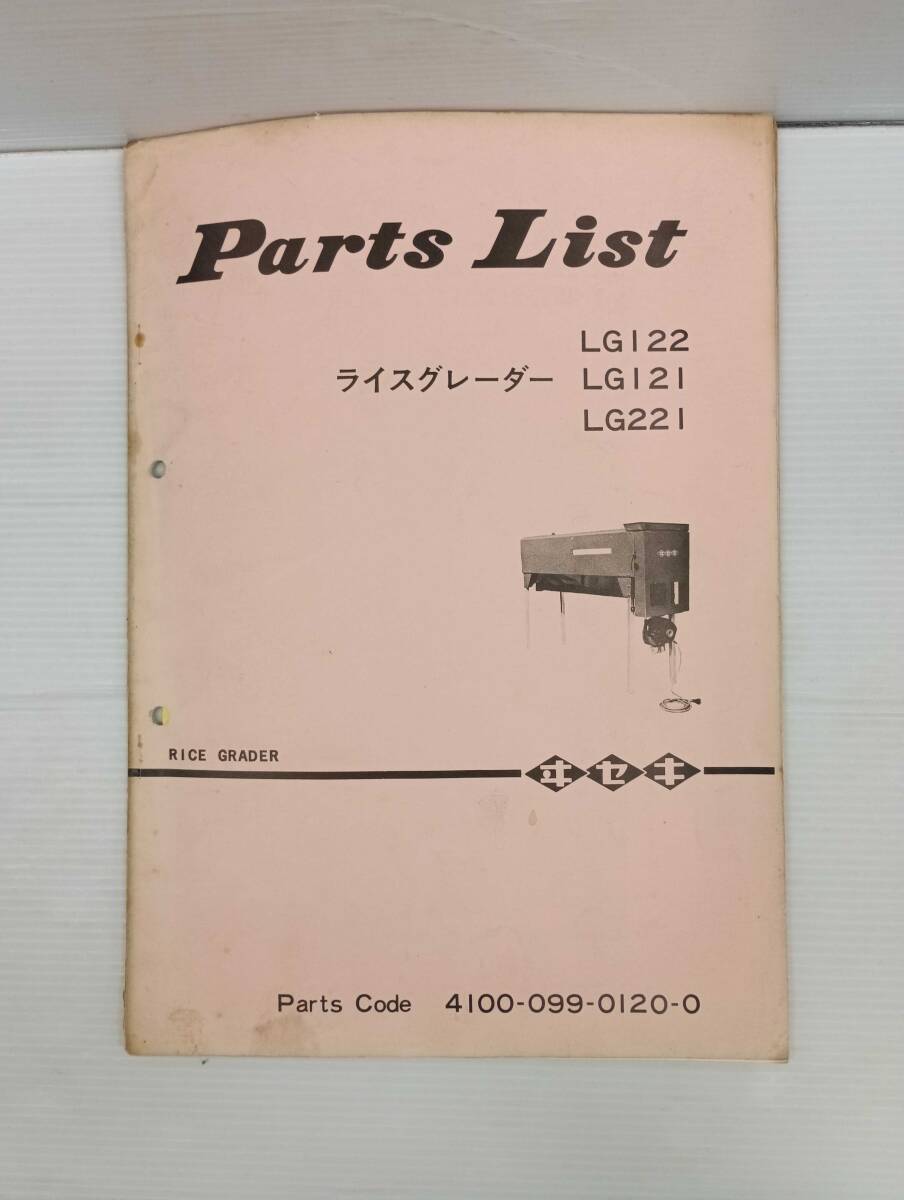 Parts List
LG122
ライスグレーダー LG121
LG221
RICE GRADER
ヰセキ
Parts Code 4100-099-0120-0